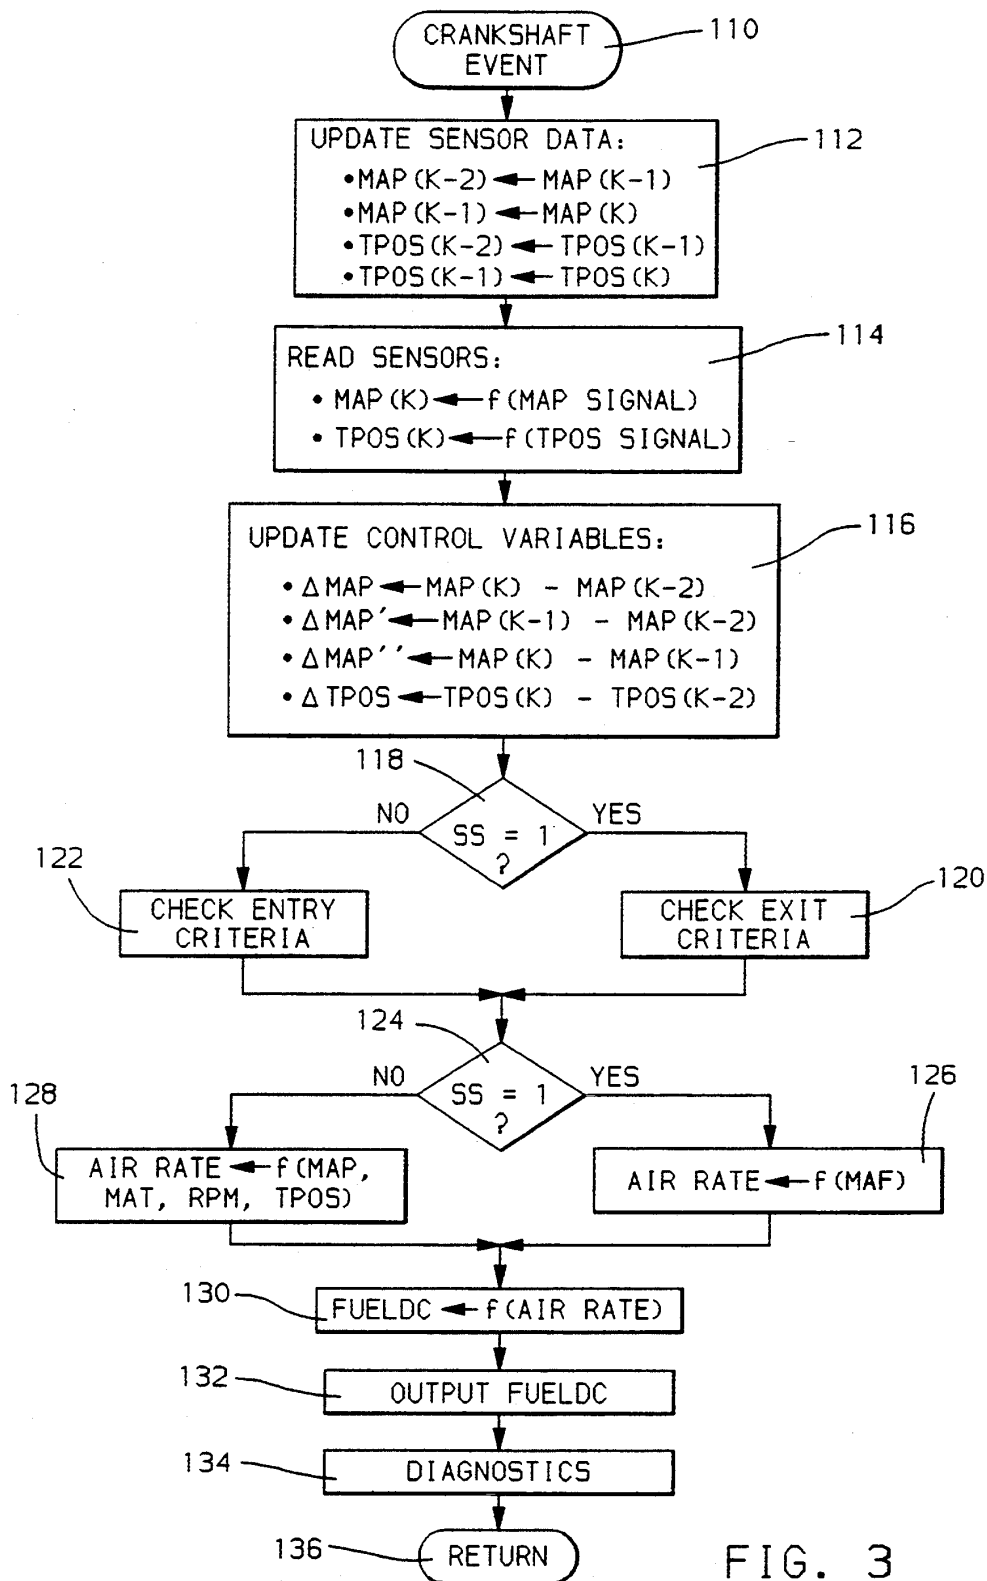 CRANKSHAFT
EVENT
110
UPDATE SENSOR DATA:
•MAP(K-2)←MAP(K-1)
•MAP(K-1)←MAP(K)
•TPOS(K-2)←TPOS(K-1)
•TPOS(K-1)←TPOS(K)
112
READ SENSORS:
• MAP(K)←f(MAP SIGNAL)
• TPOS(K)←f(TPOS SIGNAL)
114
UPDATE CONTROL VARIABLES:
• ΔMAP←MAP(K) - MAP(K-2)
• ΔMAP'←MAP(K-1) - MAP(K-2)
• ΔMAP''←MAP(K) - MAP(K-1)
• ΔTPOS←TPOS(K) - TPOS(K-2)
116
118
NO
SS = 1
?
YES
122
CHECK ENTRY
CRITERIA
CHECK EXIT
CRITERIA
120
124
NO
SS = 1
?
YES
128
AIR RATE←f(MAP,
MAT, RPM, TPOS)
126
AIR RATE←f(MAF)
130
FUELDC←f(AIR RATE)
132
OUTPUT FUELDC
134
DIAGNOSTICS
136
RETURN
FIG. 3